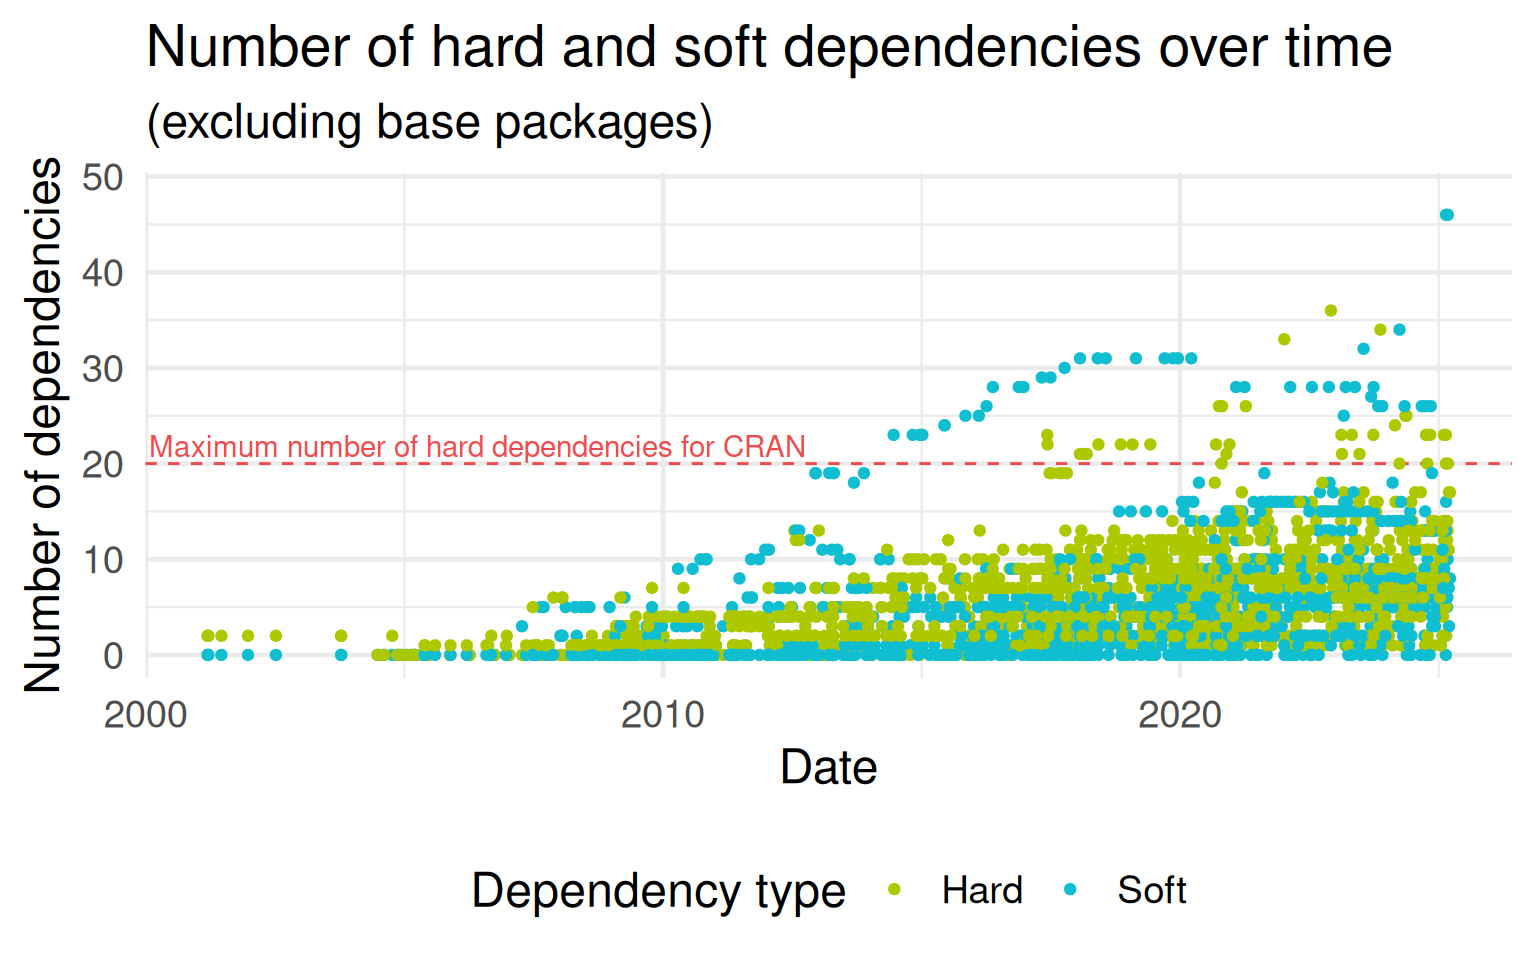 Number of hard and soft dependencies over time
(excluding base packages)
Number of dependencies
50
40
30
Maximum number of hard dependencies for CRAN
20
10
0
2000 2010 2020
Date
Dependency type Hard Soft